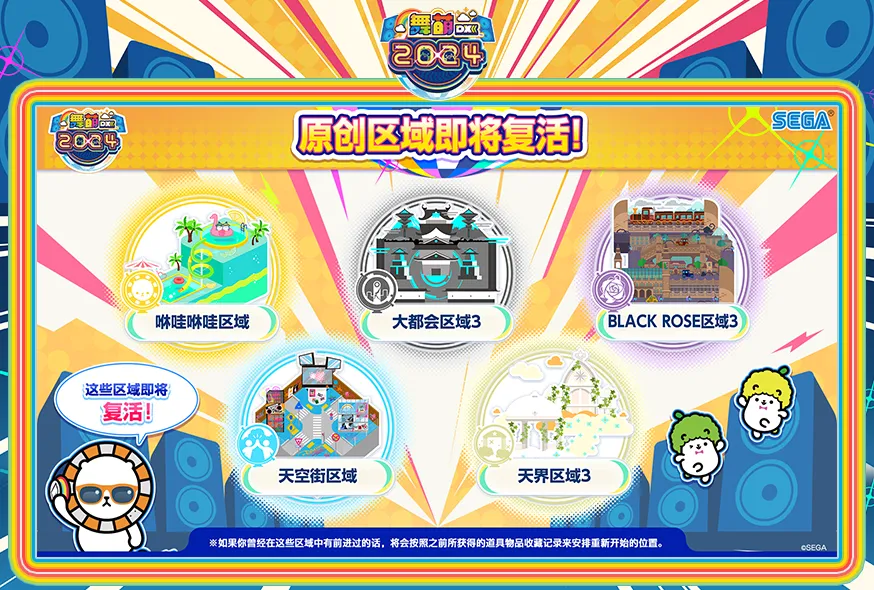 舞萌DX
2024
舞萌DX
2024
原创区域即将复活!
SEGA®
咻哇咻哇区域
大都会区域3
BLACK ROSE区域3
这些区域即将
复活!
天空街区域
天界区域3
※如果你曾经在这些区域中有前进过的话，将会按照之前所获得的道具物品收藏记录来安排重新开始的位置。
©SEGA